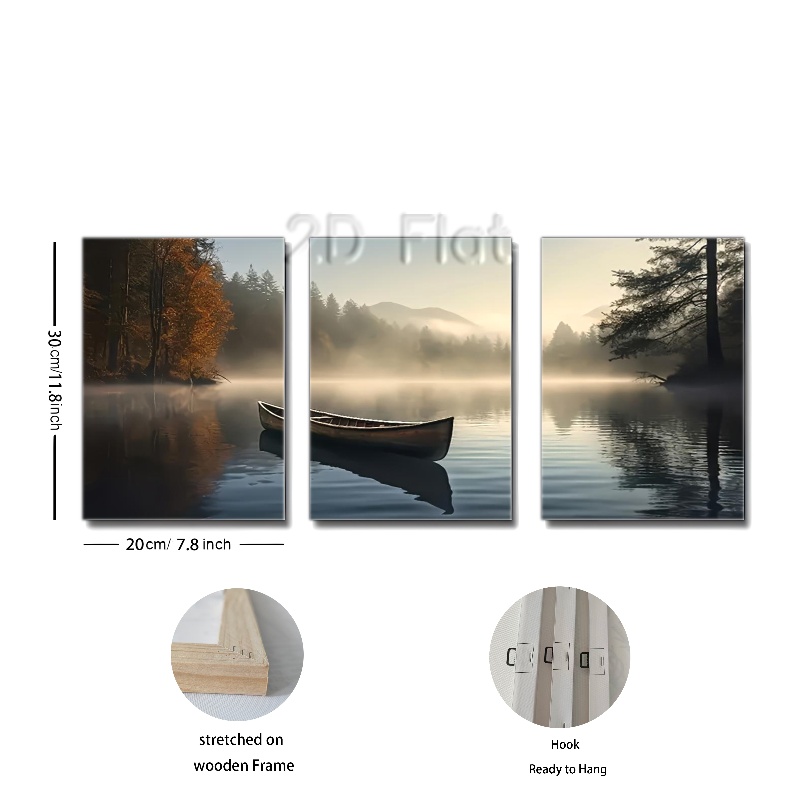 2D Flat
30cm/11.8inch
20cm/ 7.8 inch
stretched on
wooden Frame
Hook
Ready to Hang